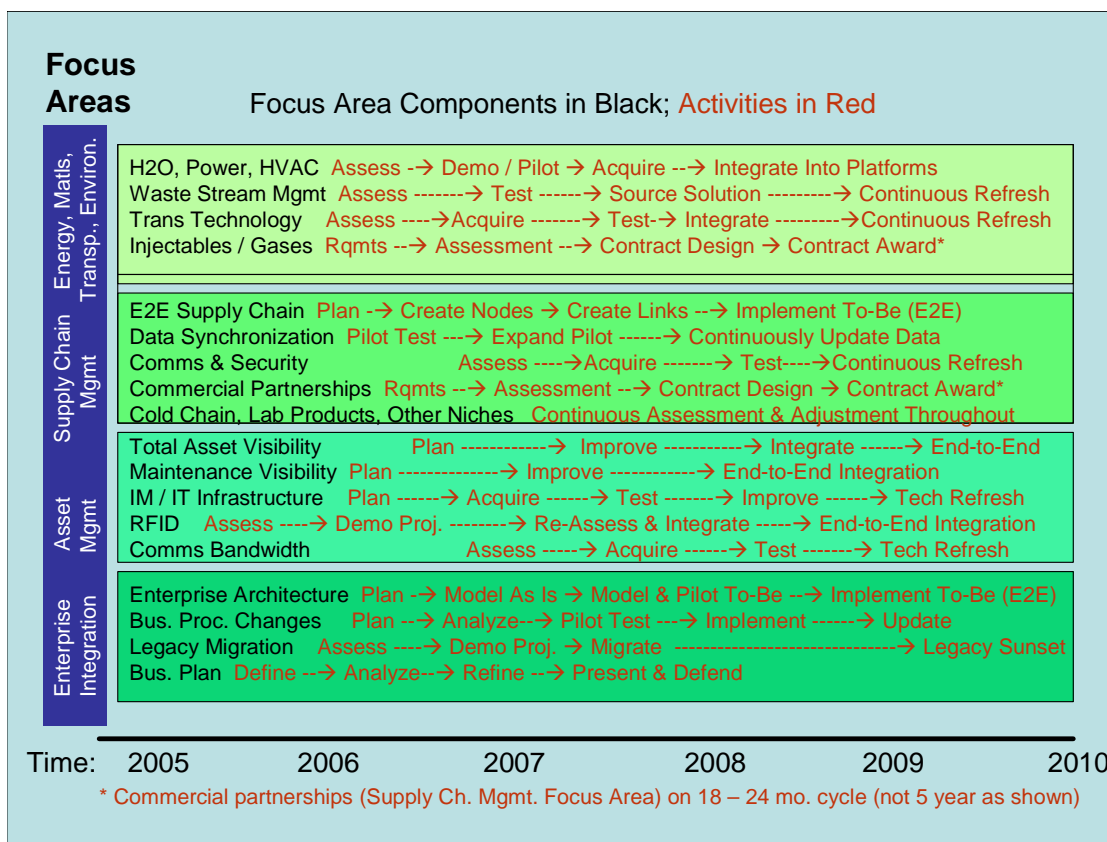 Focus
Areas
Focus Area Components in Black; Activities in Red
Energy, Matls,
Transp., Environ.
H2O, Power, HVAC Assess -→ Demo / Pilot → Acquire --→ Integrate Into Platforms
Waste Stream Mgmt Assess -------→ Test ------→ Source Solution ---------→ Continuous Refresh
Trans Technology Assess ----→Acquire -------→ Test-→ Integrate ---------→Continuous Refresh
Injectables / Gases Rqmts --→ Assessment --→ Contract Design → Contract Award*
Supply Chain
Mgmt
E2E Supply Chain Plan -→ Create Nodes → Create Links --→ Implement To-Be (E2E)
Data Synchronization Pilot Test ---→ Expand Pilot ------→ Continuously Update Data
Comms & Security Assess ----→Acquire -------→ Test----→Continuous Refresh
Commercial Partnerships Rqmts --→ Assessment --→ Contract Design → Contract Award*
Cold Chain, Lab Products, Other Niches Continuous Assessment & Adjustment Throughout
Asset
Mgmt
Total Asset Visibility Plan ------------→ Improve -----------→ Integrate ------→ End-to-End
Maintenance Visibility Plan --------------→ Improve ------------→ End-to-End Integration
IM / IT Infrastructure Plan ------→ Acquire -----→ Test ------→ Improve -----→ Tech Refresh
RFID Assess ----→ Demo Proj. --------→ Re-Assess & Integrate -----→ End-to-End Integration
Comms Bandwidth Assess -----→ Acquire ------→ Test -----→ Tech Refresh
Enterprise
Integration
Enterprise Architecture Plan -→ Model As Is → Model & Pilot To-Be --→ Implement To-Be (E2E)
Bus. Proc. Changes Plan --→ Analyze--→ Pilot Test ---→ Implement ------→ Update
Legacy Migration Assess ---→ Demo Proj. → Migrate -------------------------------→ Legacy Sunset
Bus. Plan Define --→ Analyze--→ Refine --→ Present & Defend
Time: 2005 2006 2007 2008 2009 2010
* Commercial partnerships (Supply Ch. Mgmt. Focus Area) on 18 – 24 mo. cycle (not 5 year as shown)